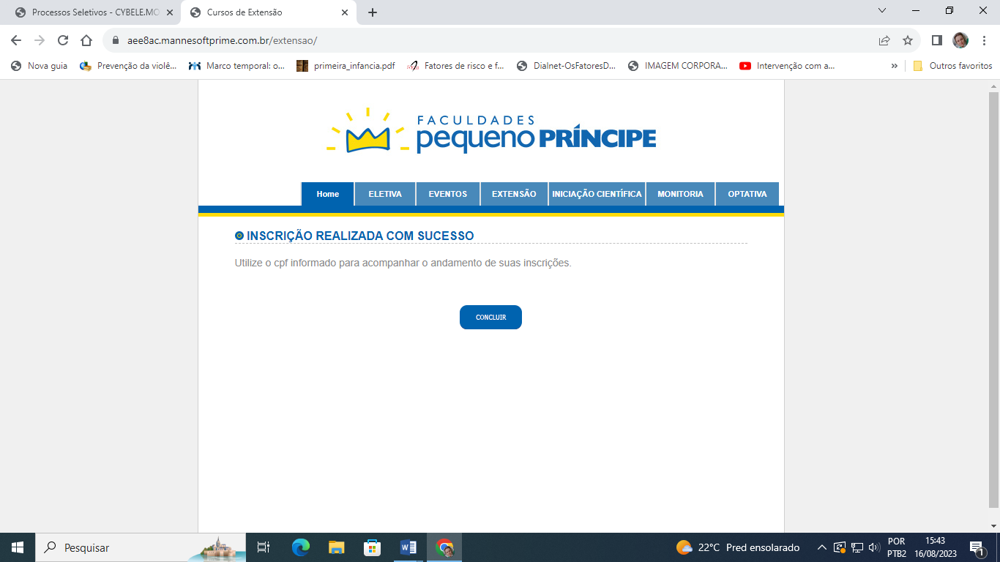 Processos Seletivos - CYBELE.MO
Cursos de Extensão
aee8ac.mannesoftprime.com.br/extensao/
Nova guia
Prevenção da violê...
Marco temporal: o...
primeira_infancia.pdf
Fatores de risco e f...
Dialnet-OsFatoresD...
IMAGEM CORPORA...
Intervenção com a...
»
Outros favoritos
FACULDADES
pequeno PRÍNCIPE
Home
ELETIVA
EVENTOS
EXTENSÃO
INICIAÇÃO CIENTÍFICA
MONITORIA
OPTATIVA
INSCRIÇÃO REALIZADA COM SUCESSO
Utilize o cpf informado para acompanhar o andamento de suas inscrições.
CONCLUIR
Pesquisar
22°C Pred ensolarado
POR
PTB2
15:43
16/08/2023
1